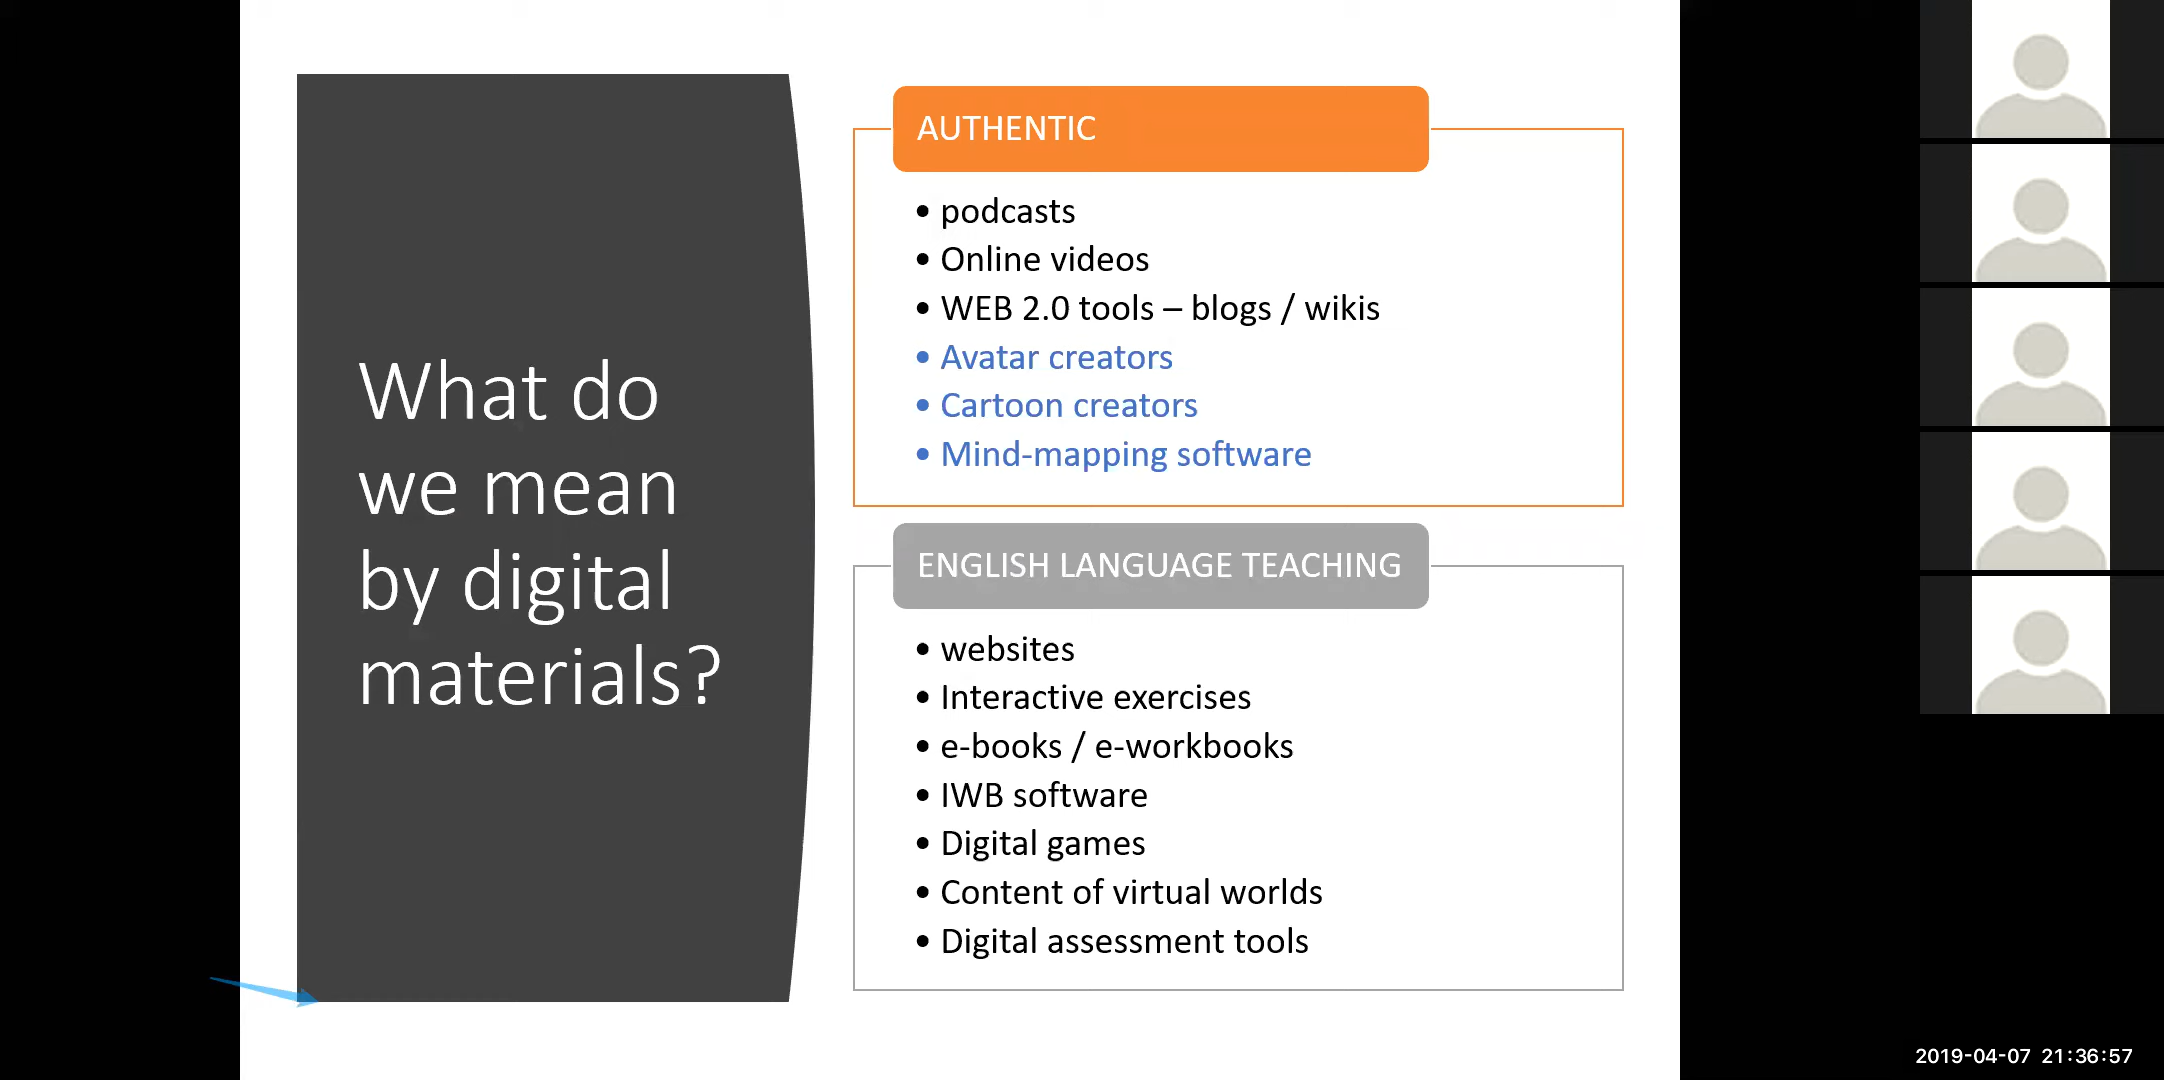 What do
we mean
by digital
materials?
AUTHENTIC
• podcasts
• Online videos
• WEB 2.0 tools – blogs / wikis
• Avatar creators
• Cartoon creators
• Mind-mapping software
ENGLISH LANGUAGE TEACHING
• websites
• Interactive exercises
• e-books / e-workbooks
• IWB software
• Digital games
• Content of virtual worlds
• Digital assessment tools
2019-04-07 21:36:57